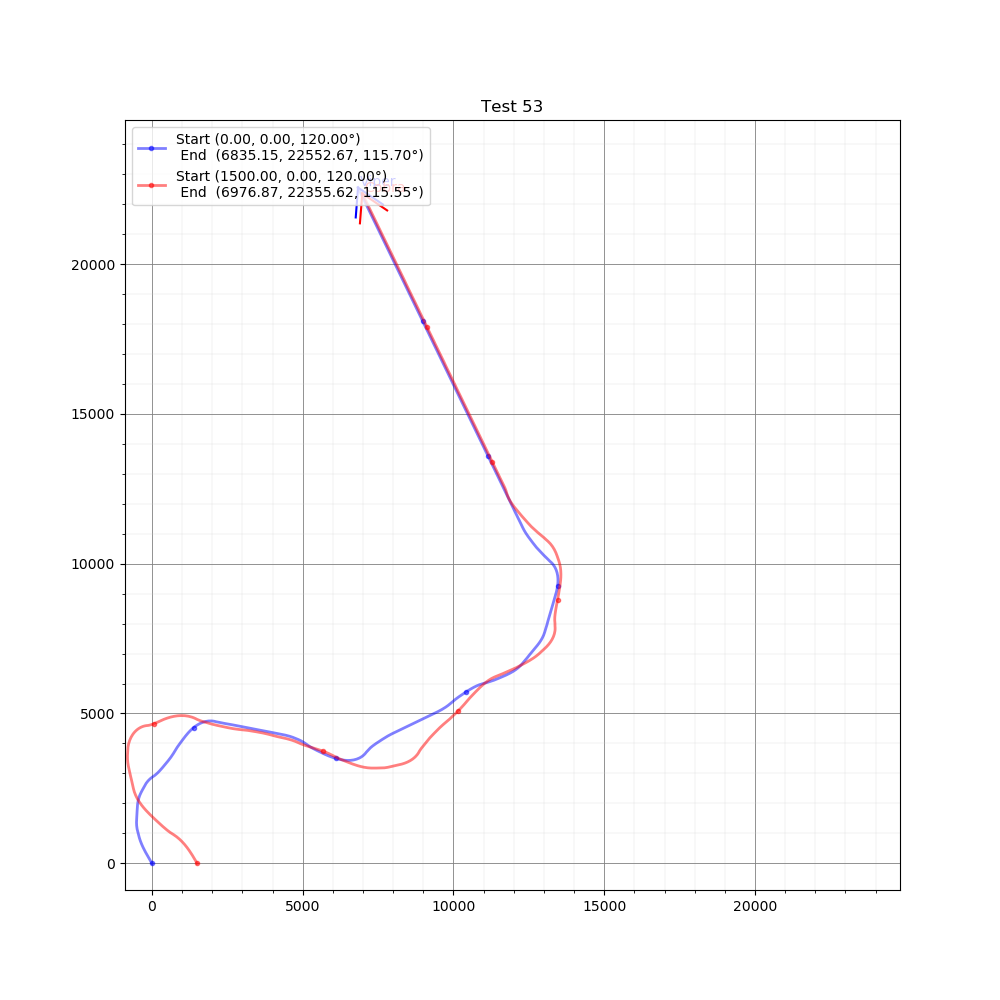 Test 53
Start (0.00, 0.00, 120.00°)
End (6835.15, 22552.67, 115.70°)
Start (1500.00, 0.00, 120.00°)
End (6976.87, 22355.62, 115.55°)
20000
15000
10000
5000
0
0 5000 10000 15000 20000